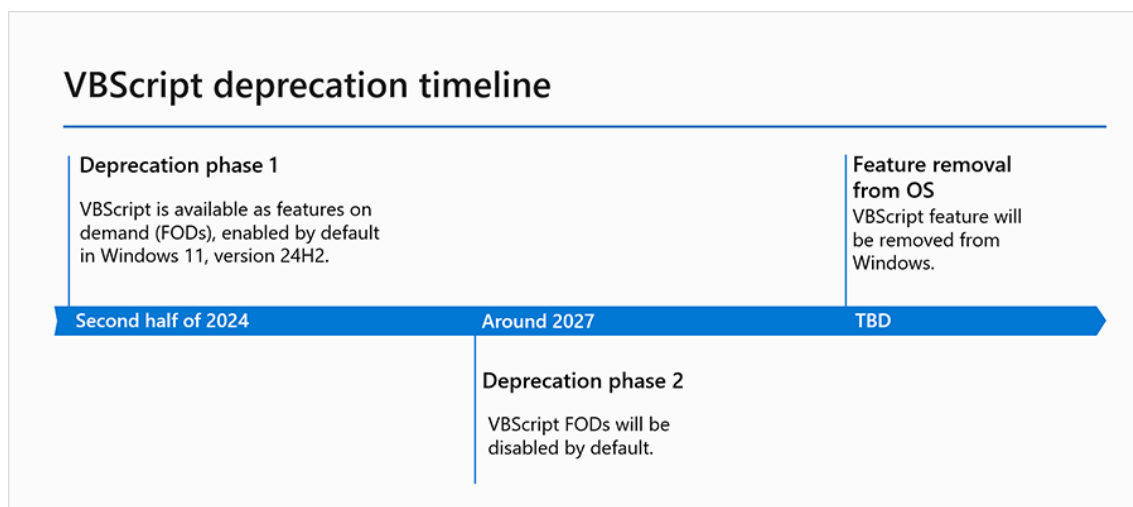 VBScript deprecation timeline
Deprecation phase 1
VBScript is available as features on
demand (FODs), enabled by default
in Windows 11, version 24H2.
Feature removal
from OS
VBScript feature will
be removed from
Windows.
Second half of 2024
Around 2027
TBD
Deprecation phase 2
VBScript FODs will be
disabled by default.